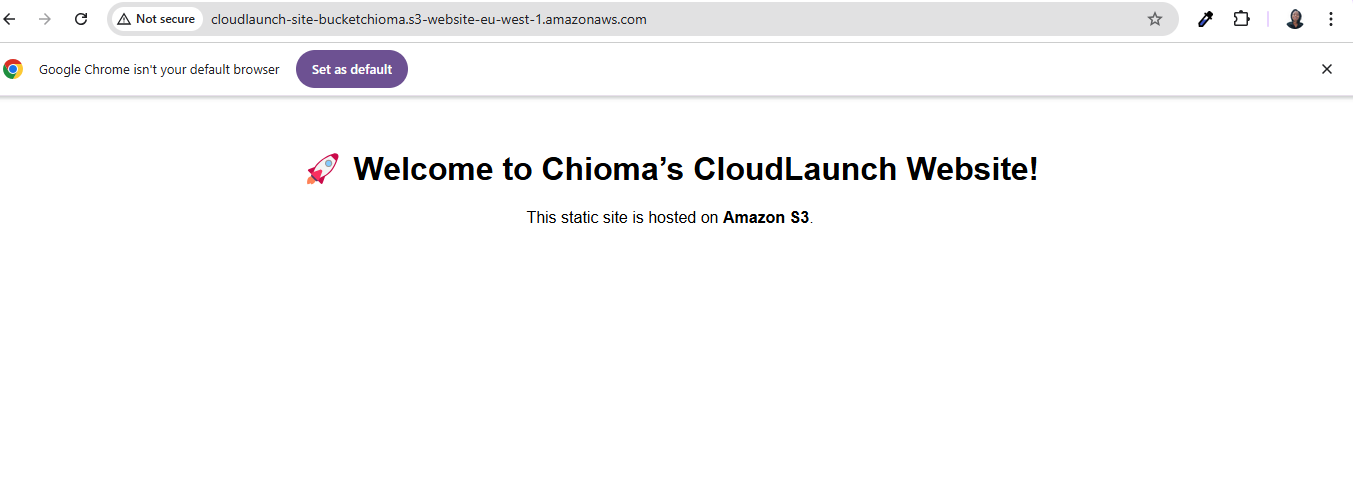 Not secure cloudlaunch-site-bucketchioma.s3-website-eu-west-1.amazonaws.com
Google Chrome isn't your default browser Set as default
🚀 Welcome to Chioma’s CloudLaunch Website!
This static site is hosted on Amazon S3.